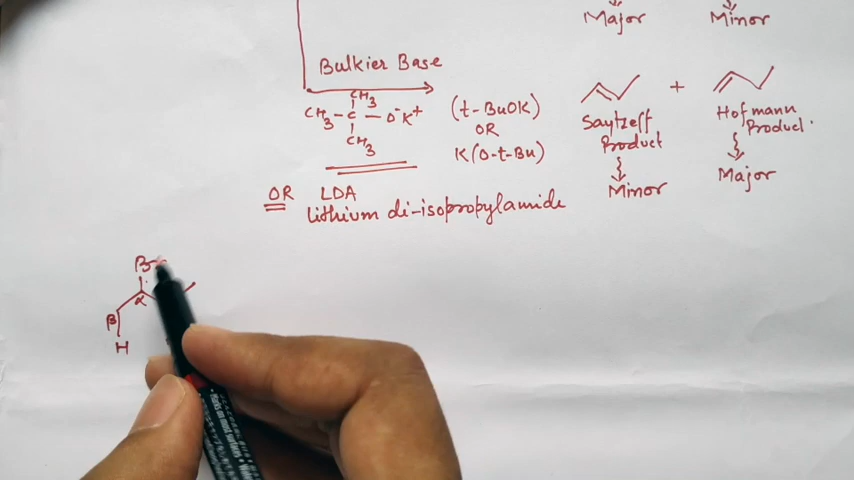 Major Minor
Bulkier Base
CH3-C-O⁻K⁺
CH3
CH3
(t-BuOK)
OR
K(O-t-Bu)
+
Saytzeff
Product
Minor
Hofmann
Product.
Major
OR LDA
lithium di-isopropylamide
Br
α
β
H